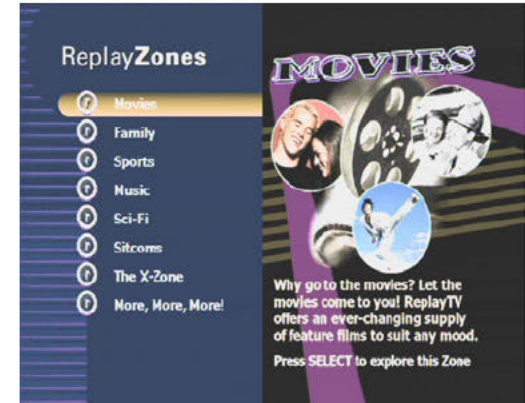 ReplayZones
Movies
Family
Sports
Music
Sci-Fi
Sitcoms
The X-Zone
More, More, More!
MOVIES
Why go to the movies? Let the
movies come to you! ReplayTV
offers an ever-changing supply
of feature films to suit any mood.
Press SELECT to explore this Zone